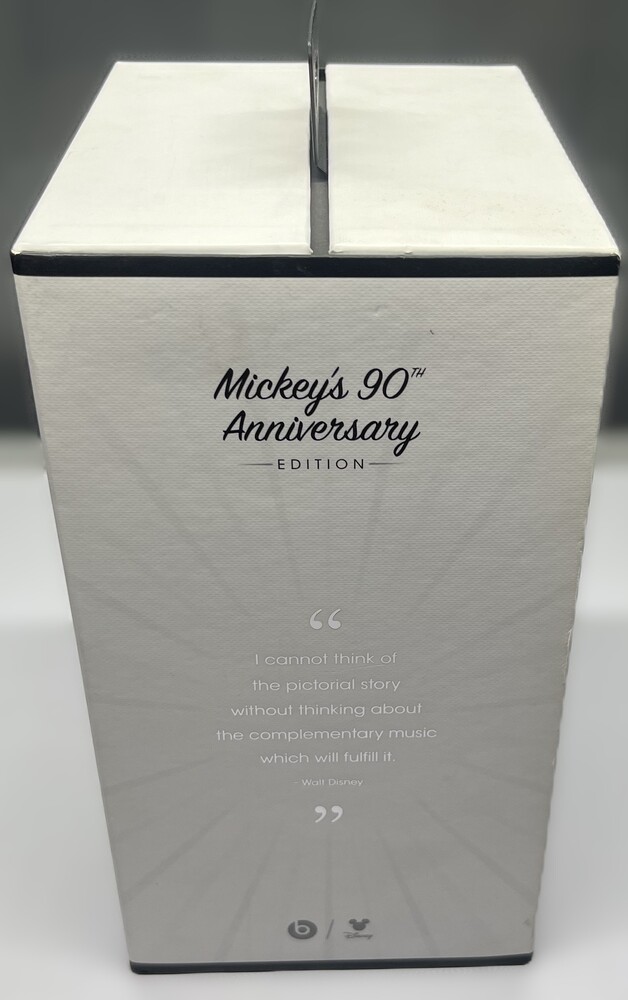 Mickey's 90TH
Anniversary
EDITION
“
I cannot think of
the pictorial story
without thinking about
the complementary music
which will fulfill it.
- Walt Disney
”
b / Disney